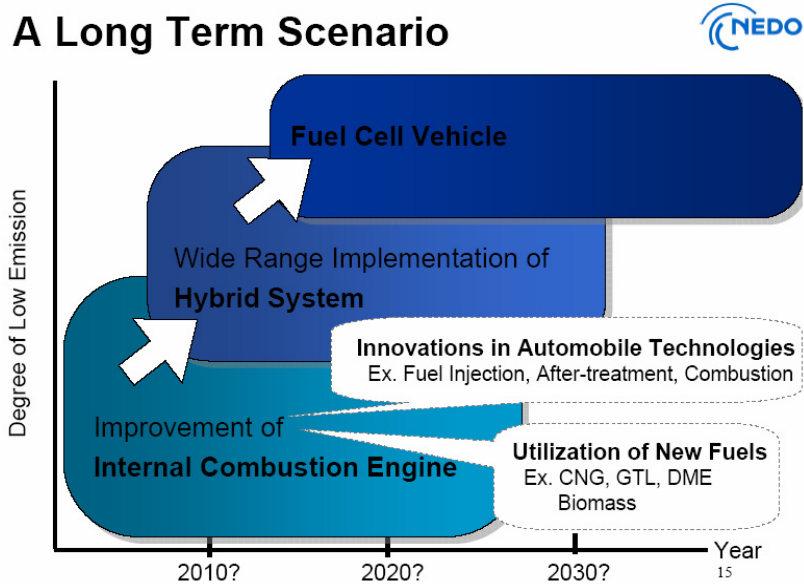 A Long Term Scenario
NEDO
Degree of Low Emission
Fuel Cell Vehicle
Wide Range Implementation of
Hybrid System
Innovations in Automobile Technologies
Ex. Fuel Injection, After-treatment, Combustion
Improvement of
Internal Combustion Engine
Utilization of New Fuels
Ex. CNG, GTL, DME
Biomass
Year
2010?
2020?
2030?
15